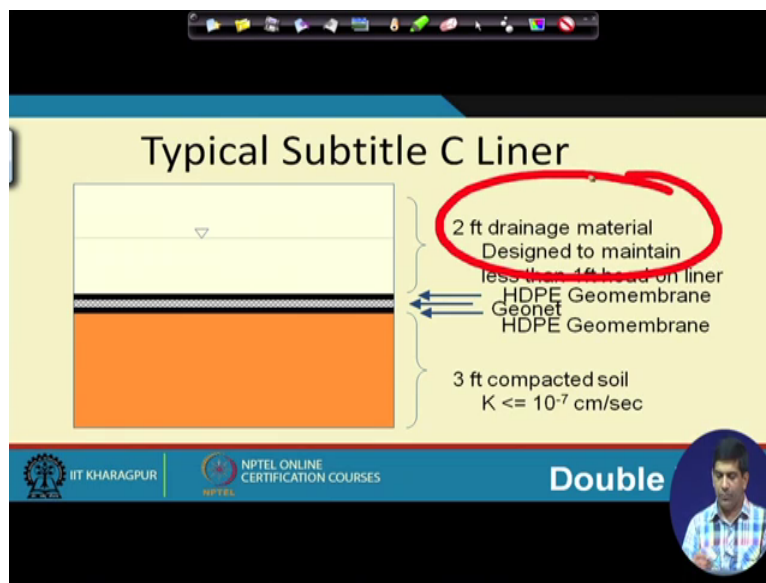 Typical Subtitle C Liner
2 ft drainage material
Designed to maintain
less than 1ft head on liner
HDPE Geomembrane
Geonet
HDPE Geomembrane
3 ft compacted soil
K <= 10⁻⁷ cm/sec
IIT KHARAGPUR
NPTEL
NPTEL ONLINE
CERTIFICATION COURSES
Double